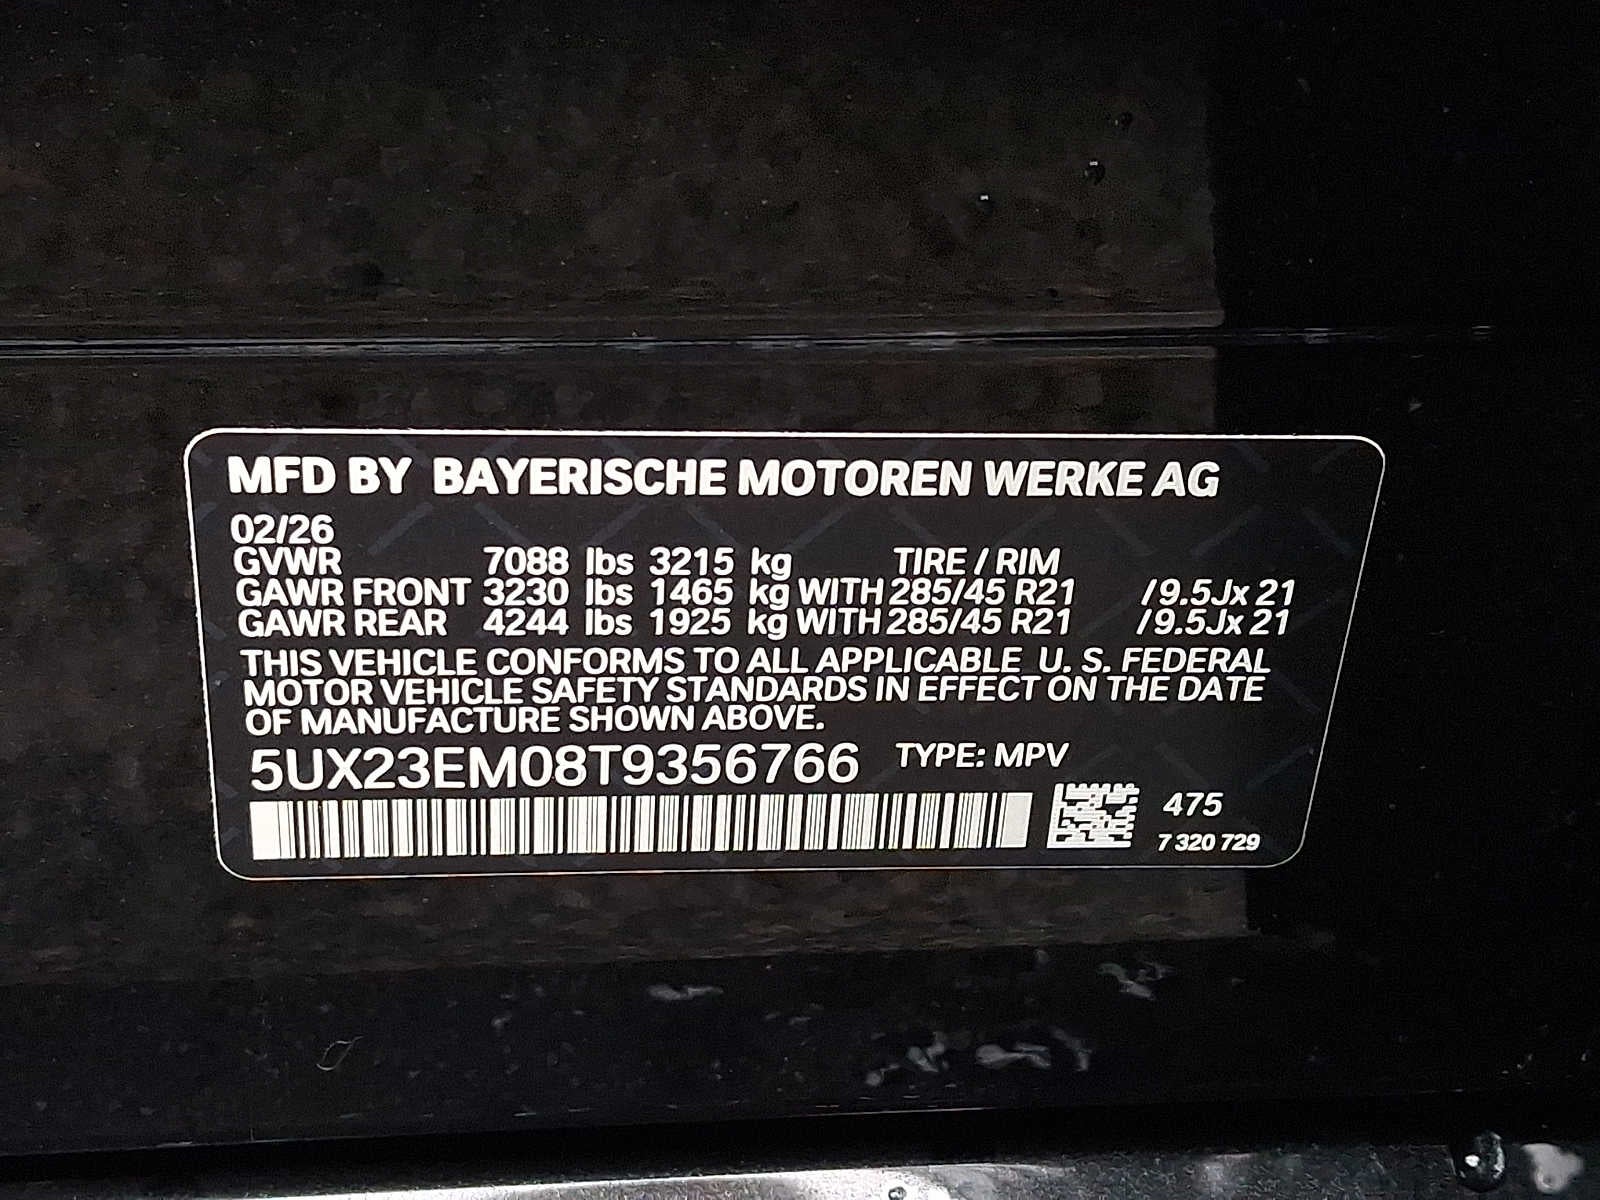 MFD BY BAYERISCHE MOTOREN WERKE AG
02/26
GVWR 7088 lbs 3215 kg TIRE / RIM
GAWR FRONT 3230 lbs 1465 kg WITH 285/45 R21 / 9.5Jx 21
GAWR REAR 4244 lbs 1925 kg WITH 285/45 R21 / 9.5Jx 21
THIS VEHICLE CONFORMS TO ALL APPLICABLE U. S. FEDERAL
MOTOR VEHICLE SAFETY STANDARDS IN EFFECT ON THE DATE
OF MANUFACTURE SHOWN ABOVE.
5UX23EM08T9356766 TYPE: MPV
475
7 320 729